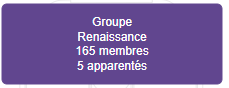 Groupe
Renaissance
165 membres
5 apparentés